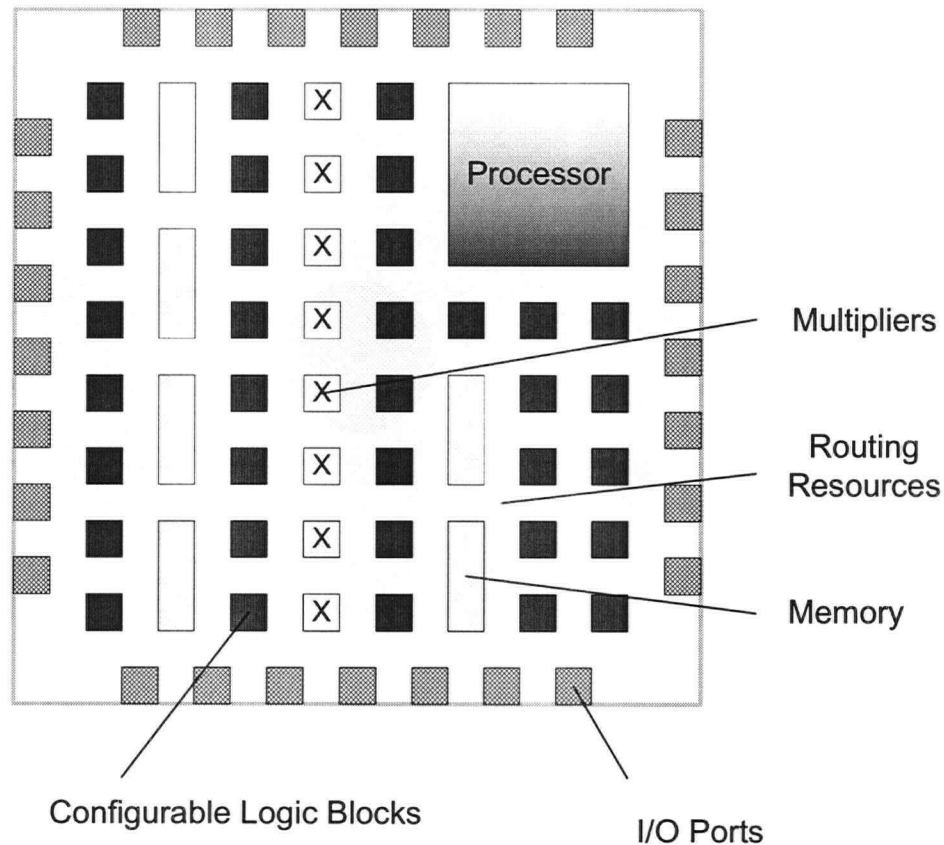 X
X
Processor
X
X
Multipliers
X
X
Routing
Resources
X
Memory
X
Configurable Logic Blocks
I/O Ports